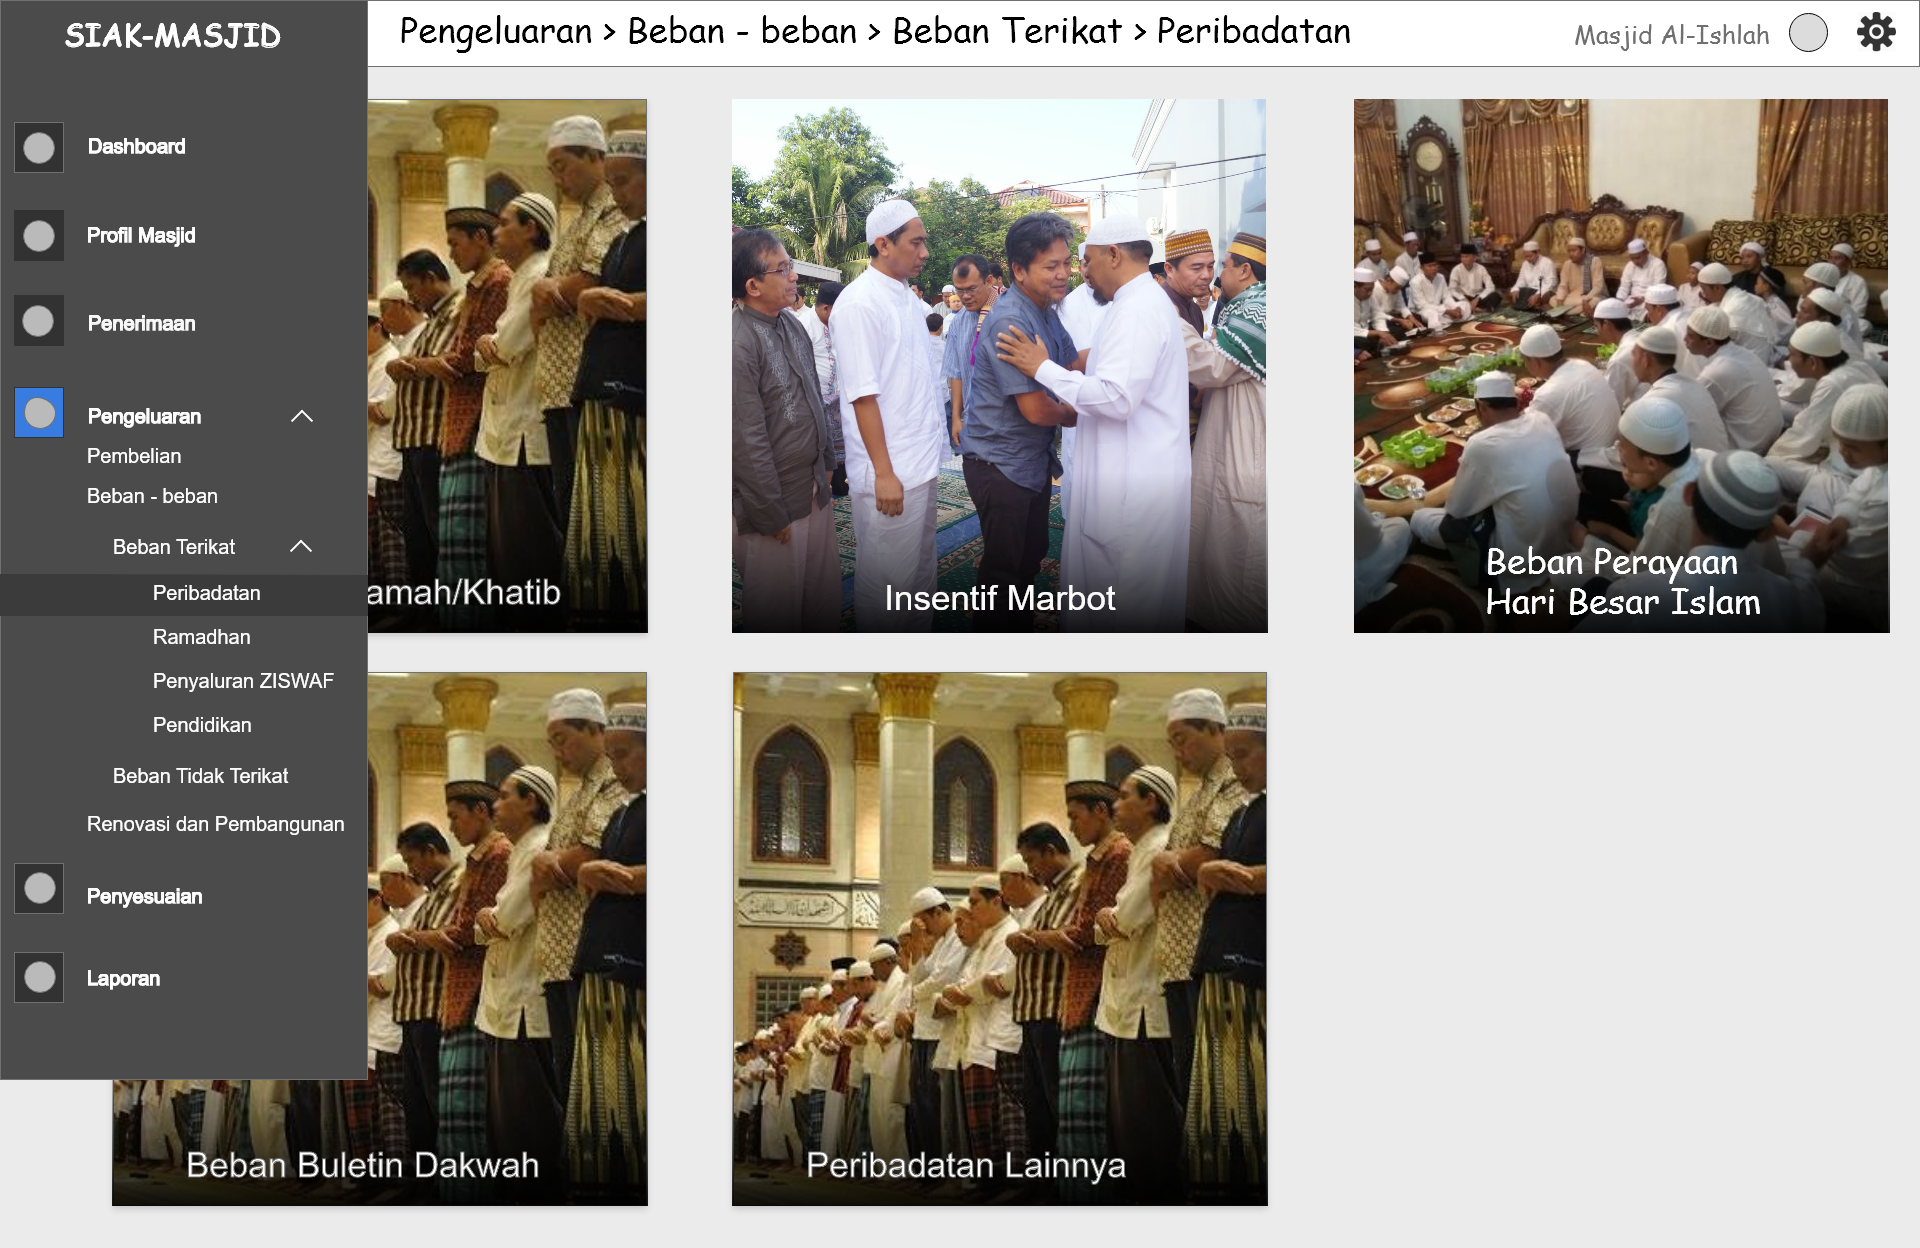 SIAK-MASJID
Pengeluaran > Beban - beban > Beban Terikat > Peribadatan
Masjid Al-Ishlah
Dashboard
Profil Masjid
Penerimaan
Pengeluaran
Pembelian
Beban - beban
Beban Terikat
Peribadatan
Ramadhan
Penyaluran ZISWAF
Pendidikan
Beban Tidak Terikat
Renovasi dan Pembangunan
Penyesuaian
Laporan
amah/Khatib
Insentif Marbot
Beban Perayaan
Hari Besar Islam
Beban Buletin Dakwah
Peribadatan Lainnya